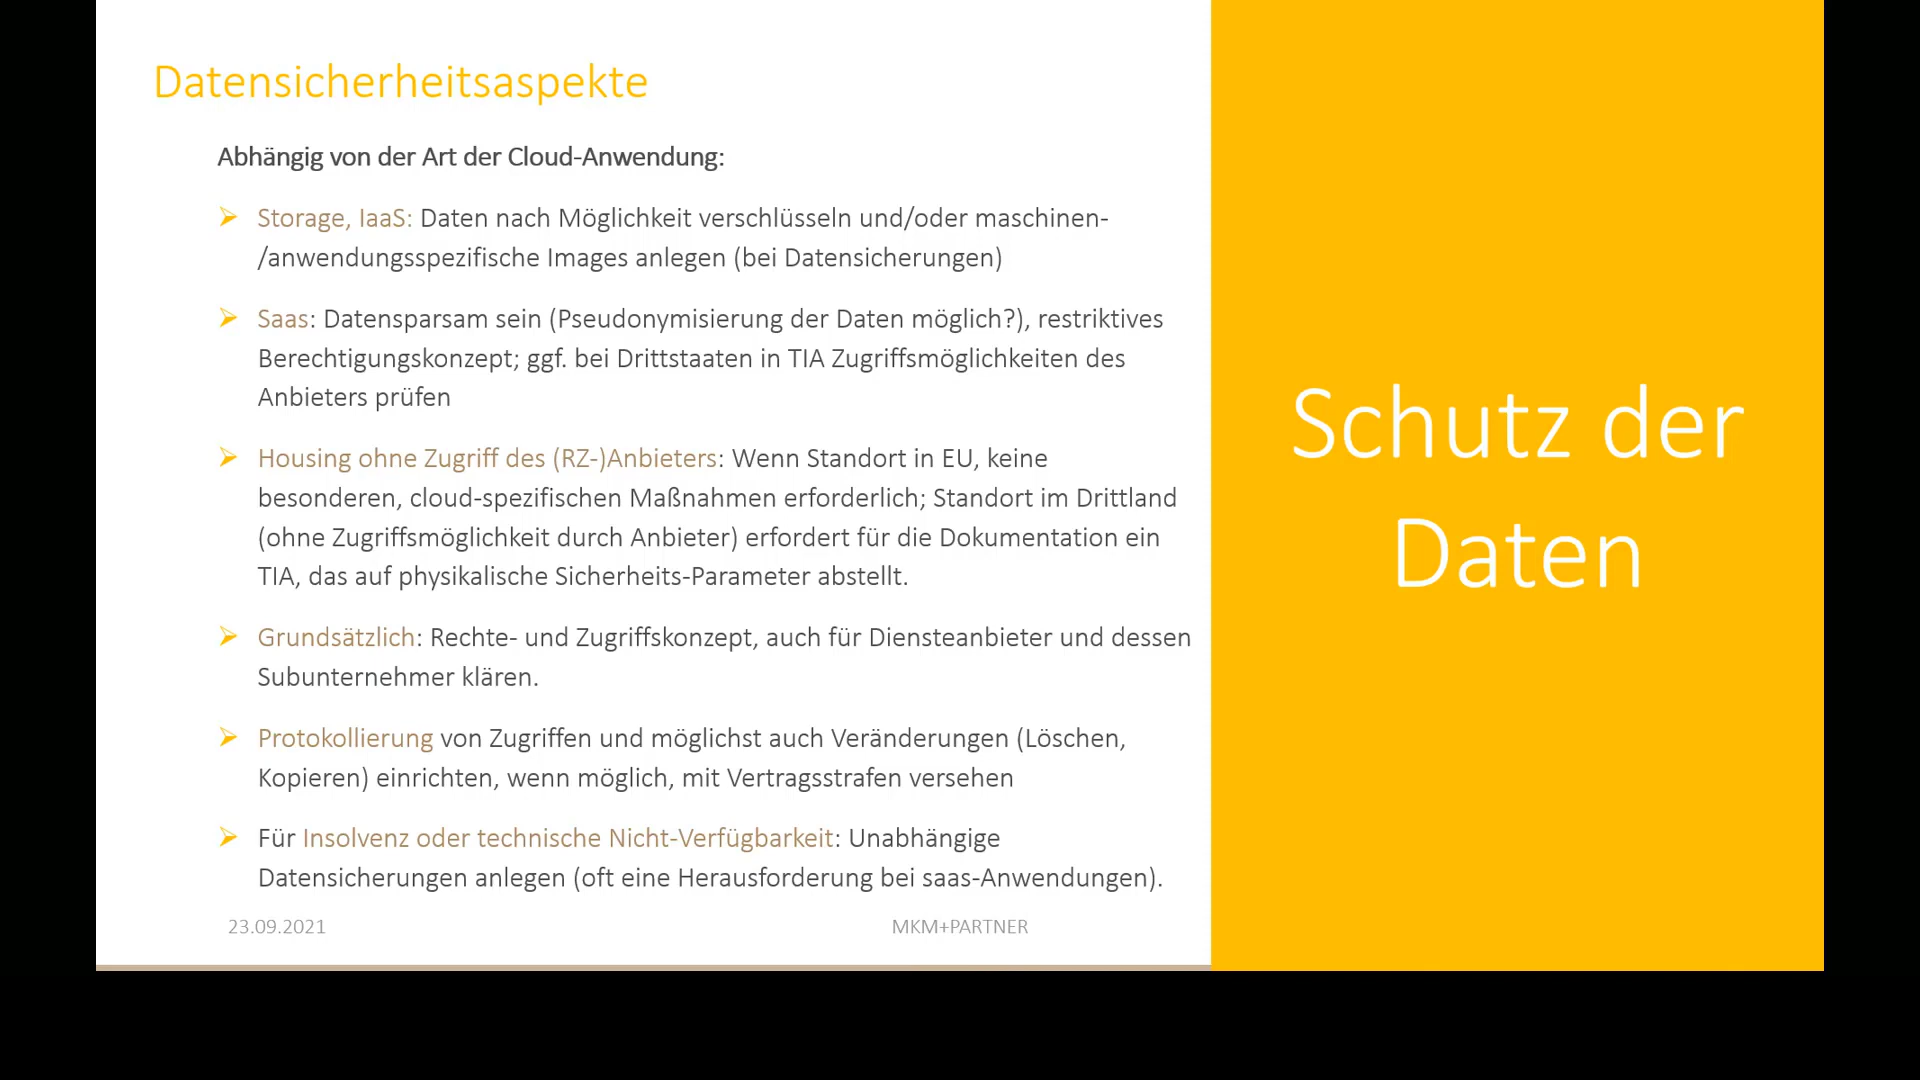 Datensicherheitsaspekte
Abhängig von der Art der Cloud-Anwendung:
Storage, IaaS: Daten nach Möglichkeit verschlüsseln und/oder maschinen-
/anwendungsspezifische Images anlegen (bei Datensicherungen)
Saas: Datensparsam sein (Pseudonymisierung der Daten möglich?), restriktives
Berechtigungskonzept; ggf. bei Drittstaaten in TIA Zugriffsmöglichkeiten des
Anbieters prüfen
Housing ohne Zugriff des (RZ-)Anbieters: Wenn Standort in EU, keine
besonderen, cloud-spezifischen Maßnahmen erforderlich; Standort im Drittland
(ohne Zugriffsmöglichkeit durch Anbieter) erfordert für die Dokumentation ein
TIA, das auf physikalische Sicherheits-Parameter abstellt.
Grundsätzlich: Rechte- und Zugriffskonzept, auch für Diensteanbieter und dessen
Subunternehmer klären.
Protokollierung von Zugriffen und möglichst auch Veränderungen (Löschen,
Kopieren) einrichten, wenn möglich, mit Vertragsstrafen versehen
Für Insolvenz oder technische Nicht-Verfügbarkeit: Unabhängige
Datensicherungen anlegen (oft eine Herausforderung bei saas-Anwendungen).
23.09.2021
MKM+PARTNER
Schutz der
Daten